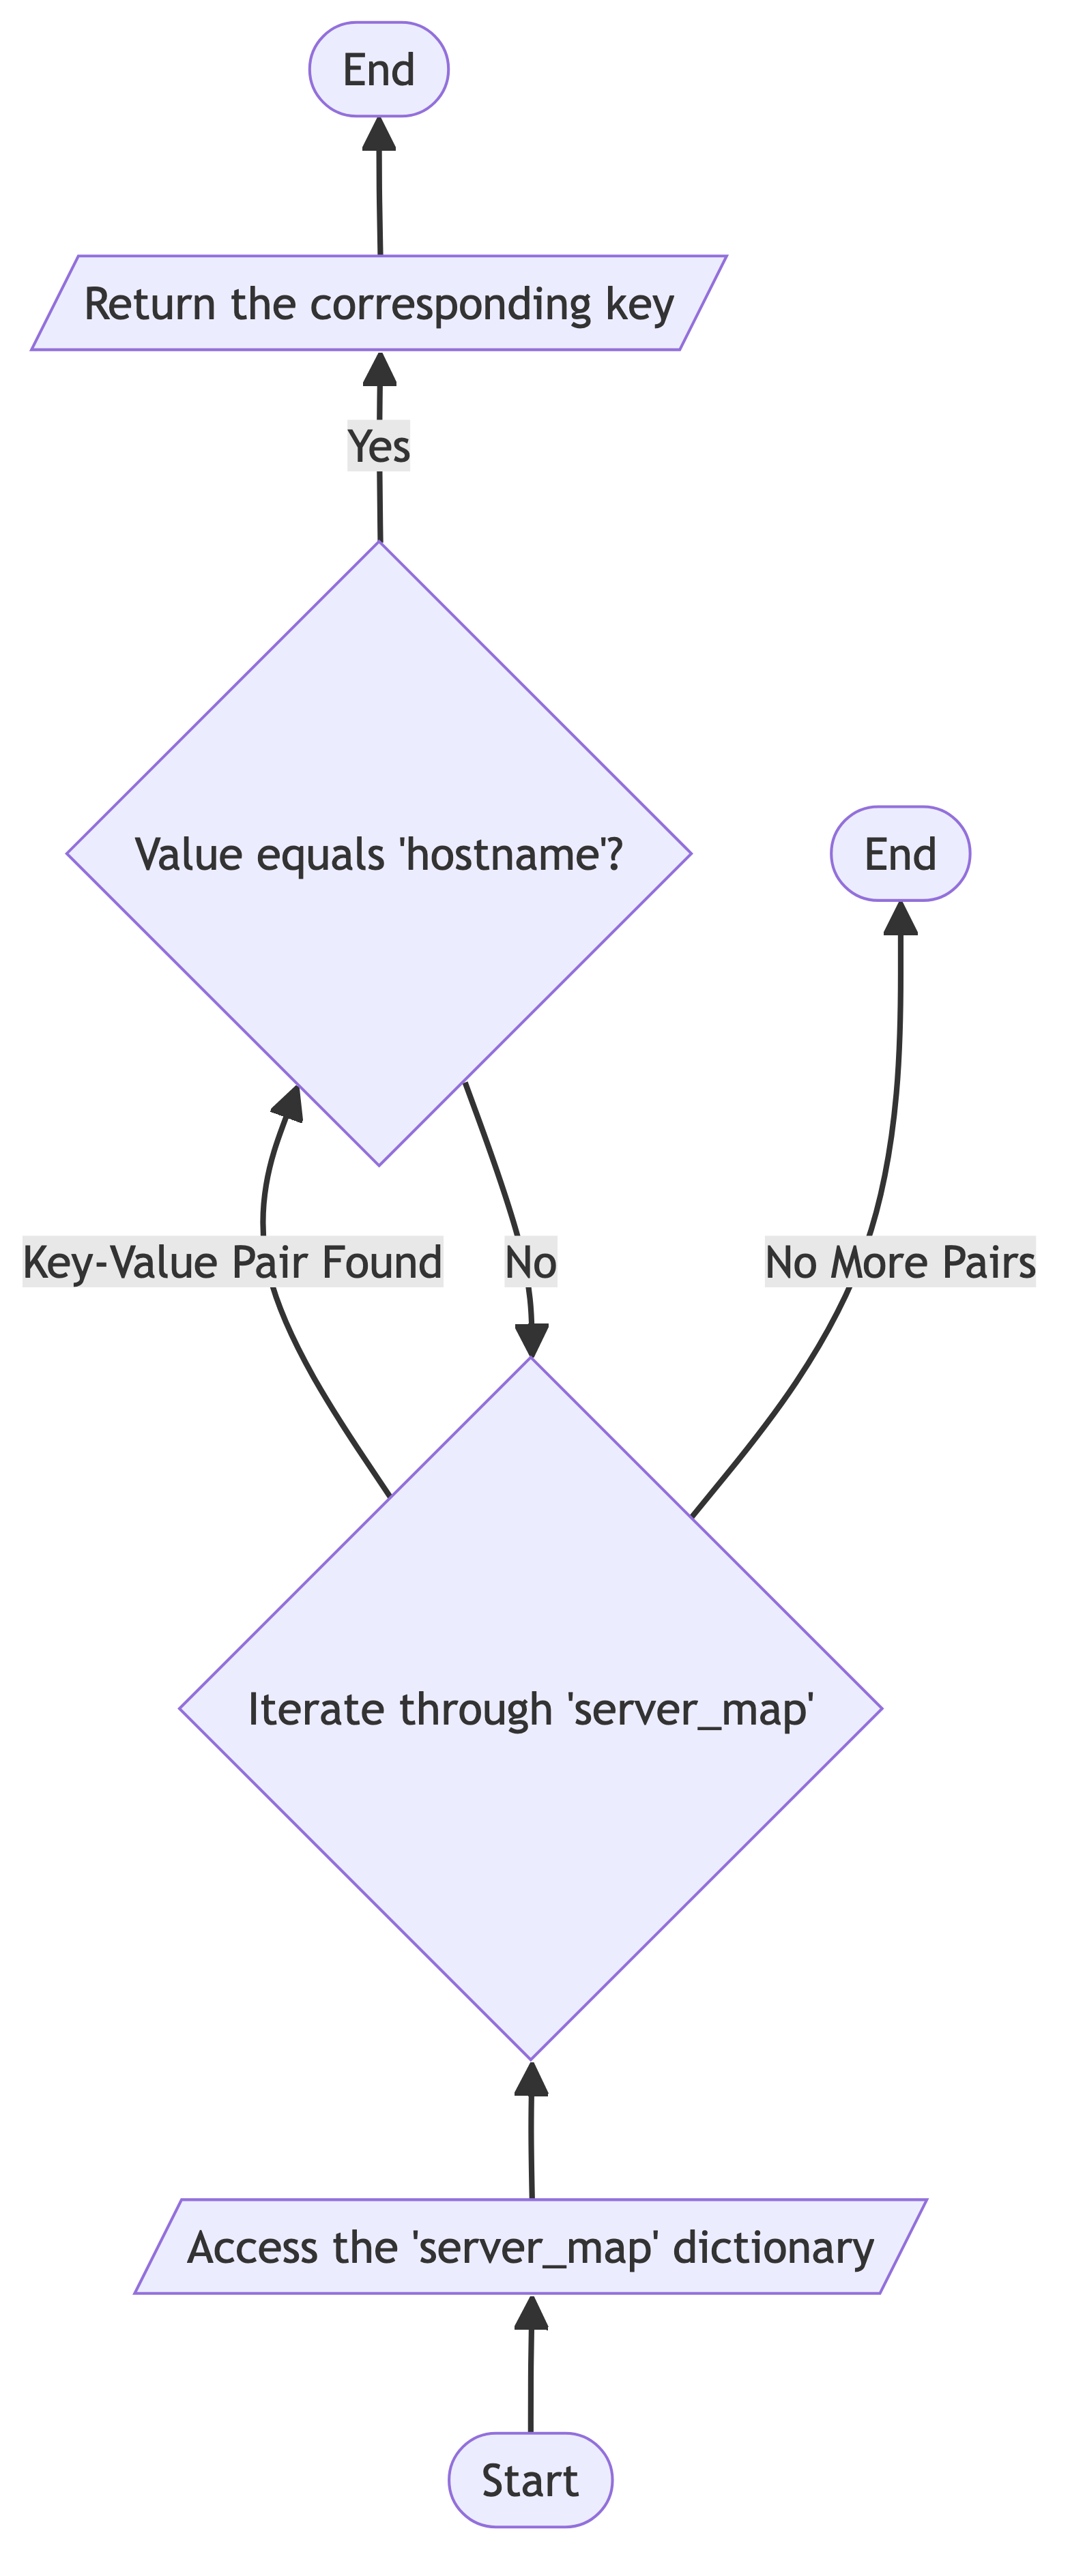 End
Return the corresponding key
Yes
Value equals 'hostname'?
End
Key-Value Pair Found
No
No More Pairs
Iterate through 'server_map'
Access the 'server_map' dictionary
Start